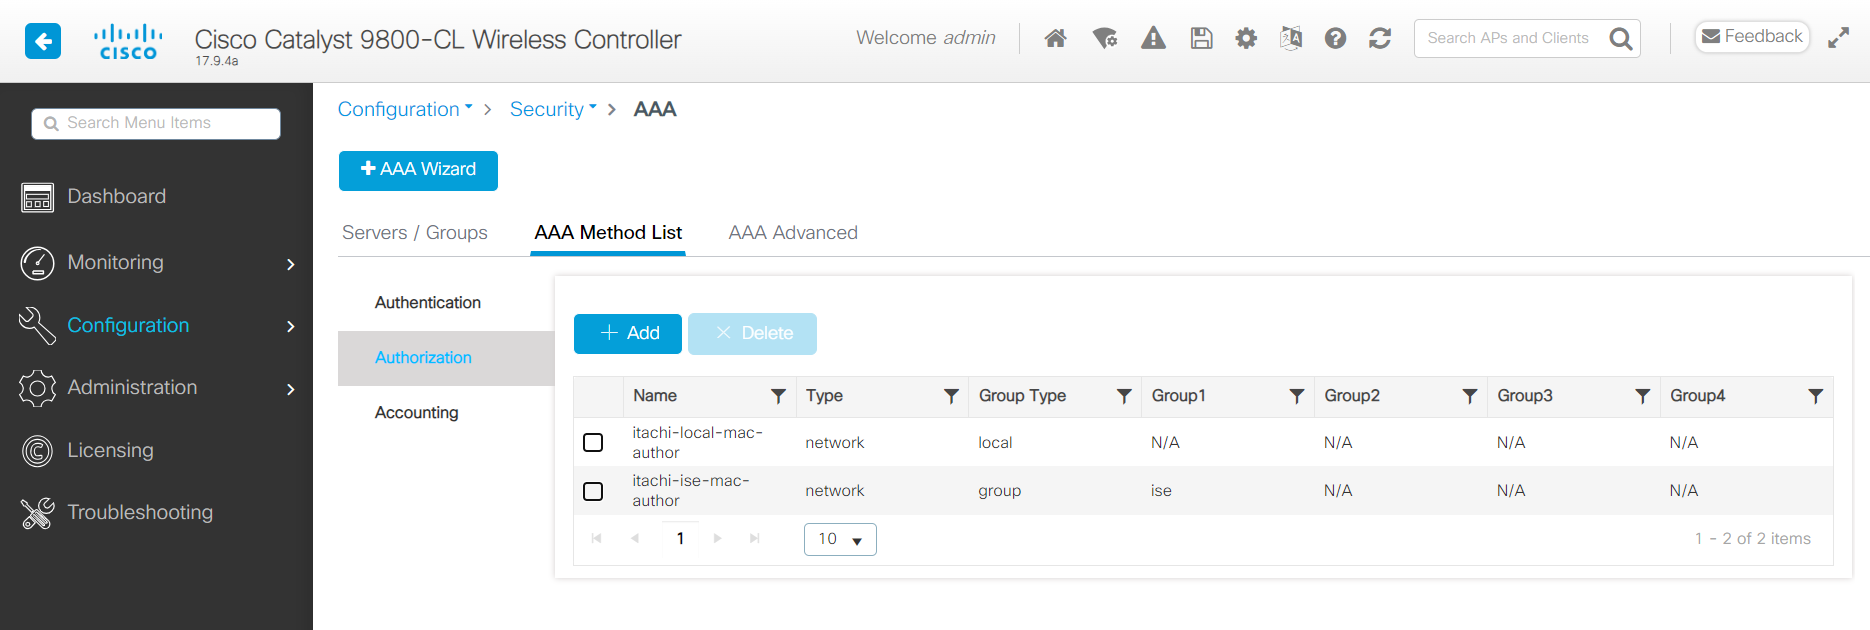 CISCO
Cisco Catalyst 9800-CL Wireless Controller
17.9.4a
Welcome admin
Search APs and Clients
Feedback
Search Menu Items
Dashboard
Monitoring
Configuration
Administration
Licensing
Troubleshooting
Configuration > Security > AAA
AAA Wizard
Servers / Groups AAA Method List AAA Advanced
Authentication
Authorization
Accounting
Add Delete
Name Type Group Type Group1 Group2 Group3 Group4
itachi-local-mac-
author network local N/A N/A N/A N/A
itachi-ise-mac-
author network group ise N/A N/A N/A
1 10 1 - 2 of 2 items